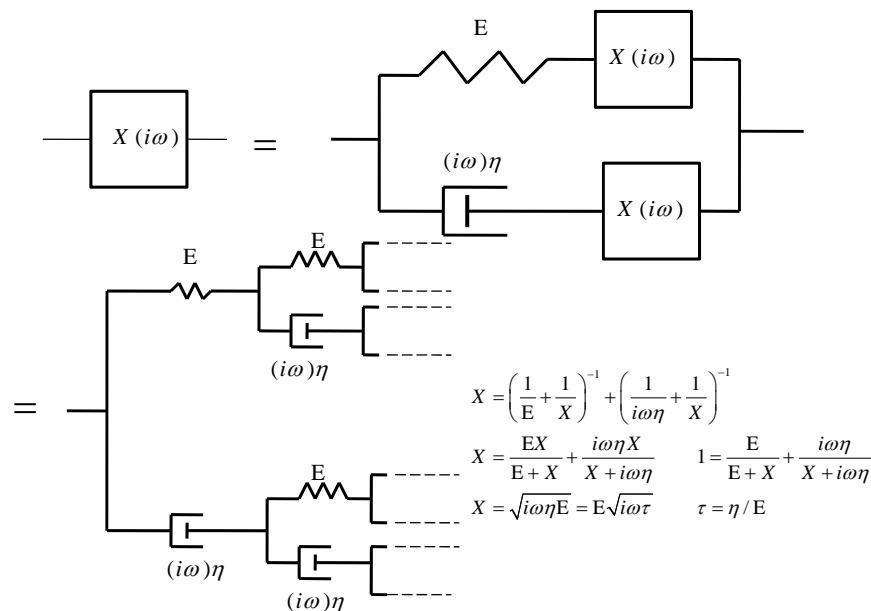 E
X (iω)
X (iω)
=
(iω)η
X (iω)
E
E
(iω)η
=
X = (1/E + 1/X)⁻¹ + (1/iωη + 1/X)⁻¹
X = EX/(E + X) + iωηX/(X + iωη)    1 = E/(E + X) + iωη/(X + iωη)
X = √(iωηE) = E√(iωτ)    τ = η / E
E
(iω)η
(iω)η